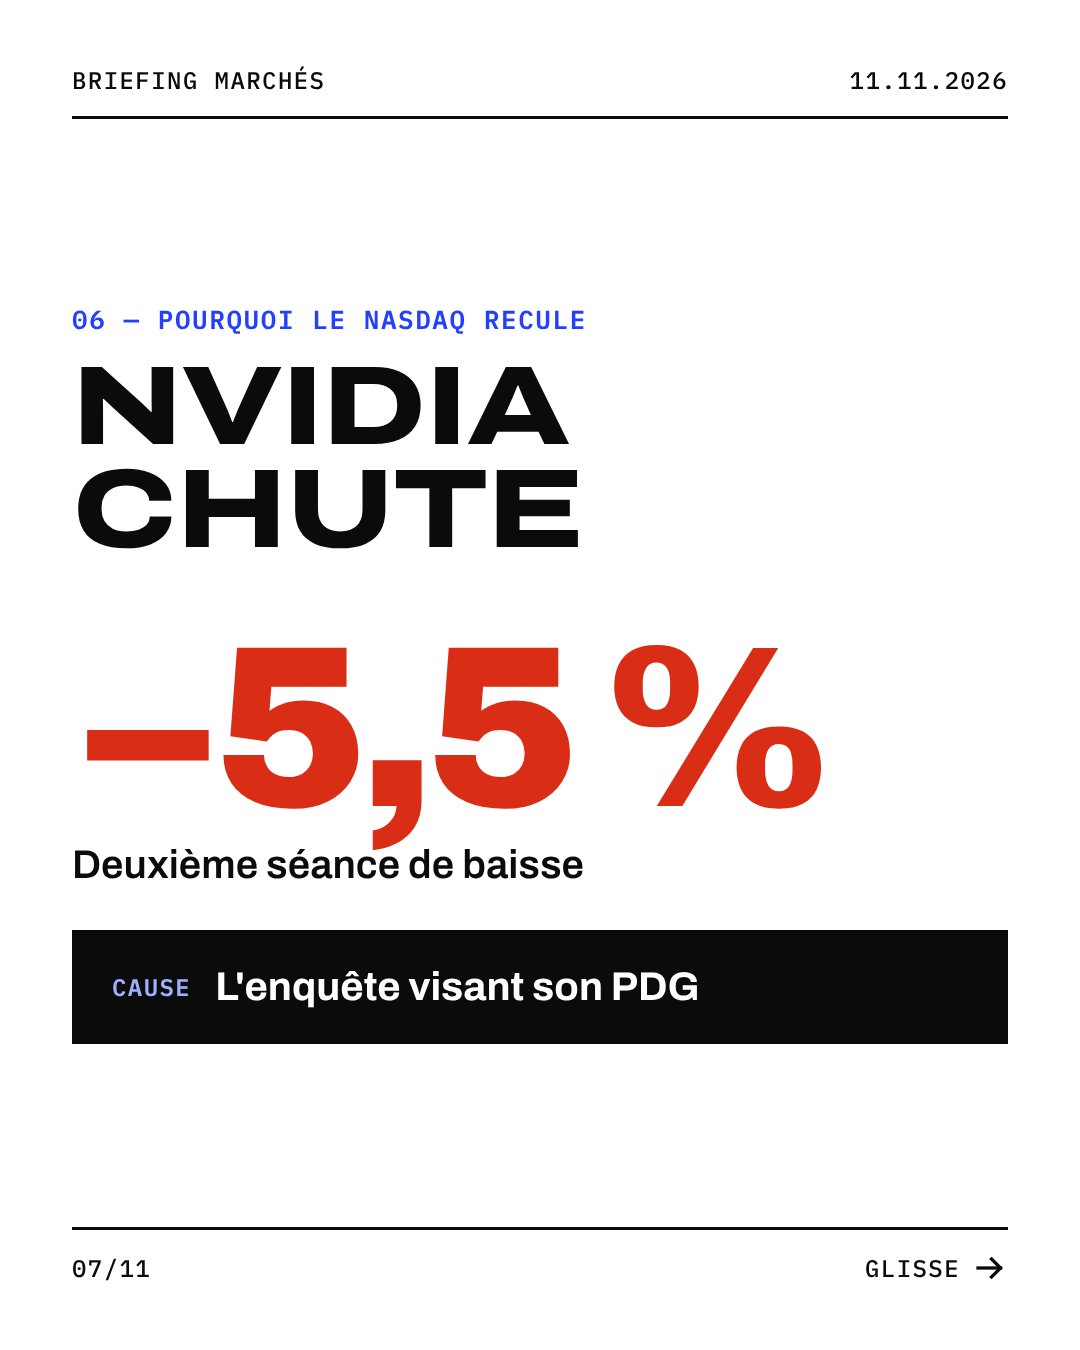 BRIEFING MARCHÉS
11.11.2026
06 — POURQUOI LE NASDAQ RECULE
NVIDIA
CHUTE
–5,5 %
Deuxième séance de baisse
CAUSE L'enquête visant son PDG
07/11
GLISSE →